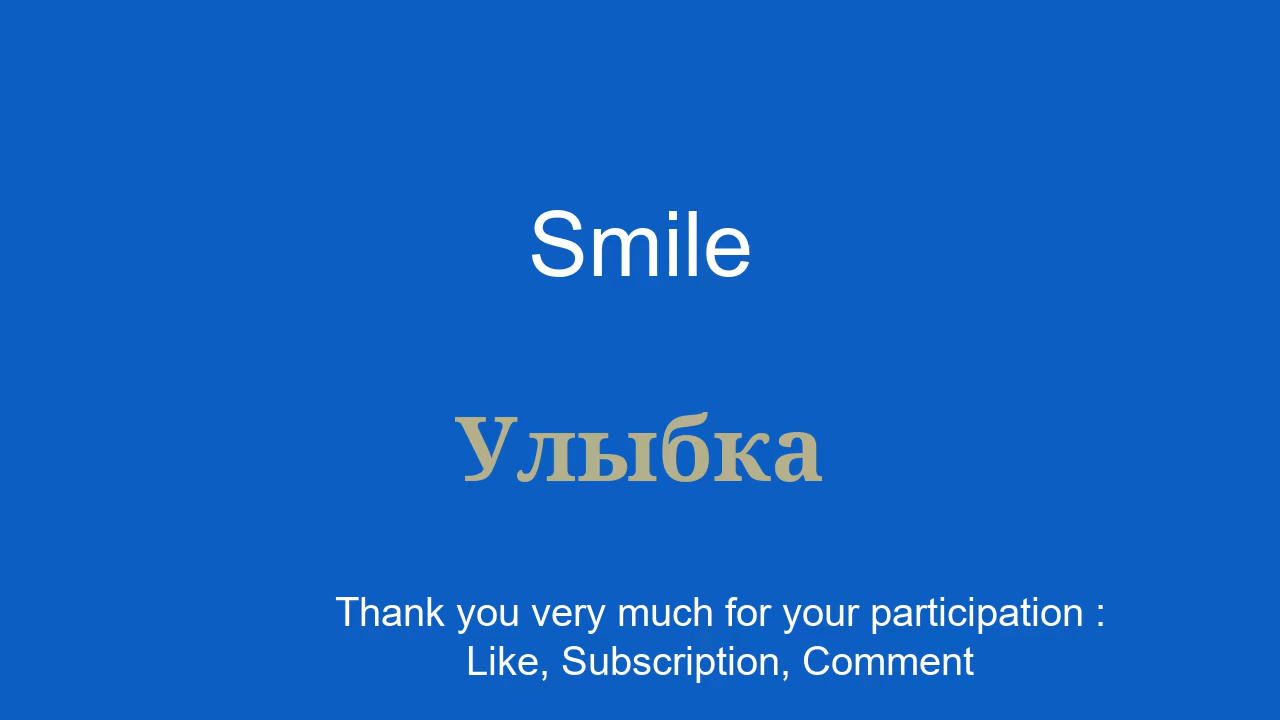 Smile
Улыбка
Thank you very much for your participation :
Like, Subscription, Comment